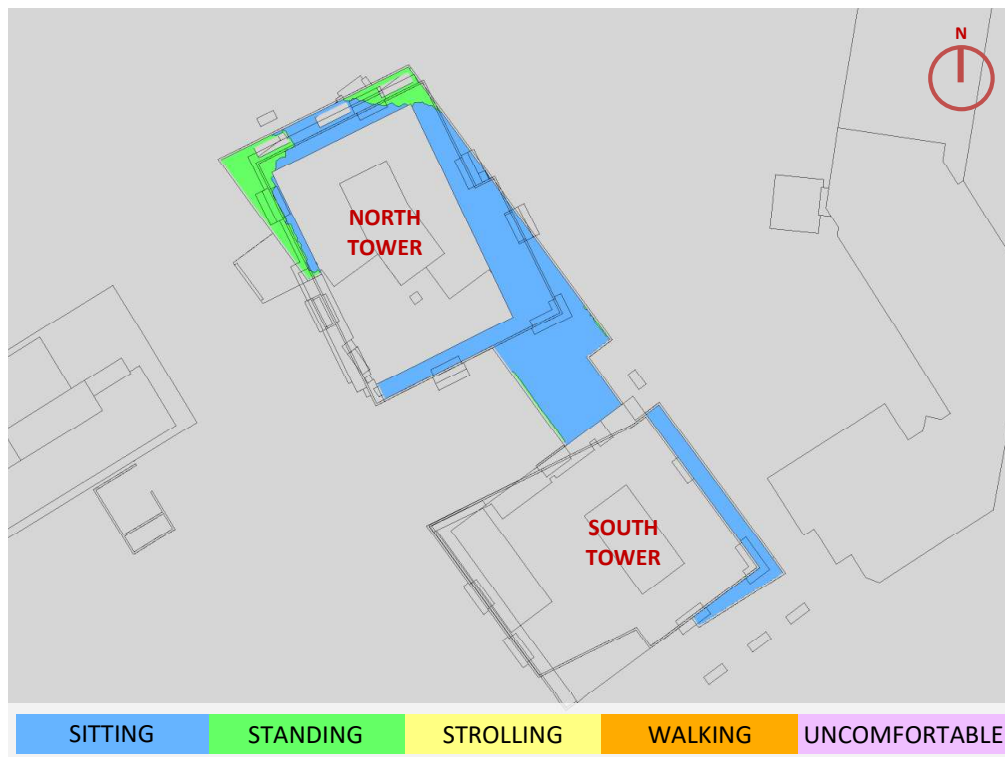 N
NORTH
TOWER
SOUTH
TOWER
SITTING STANDING STROLLING WALKING UNCOMFORTABLE